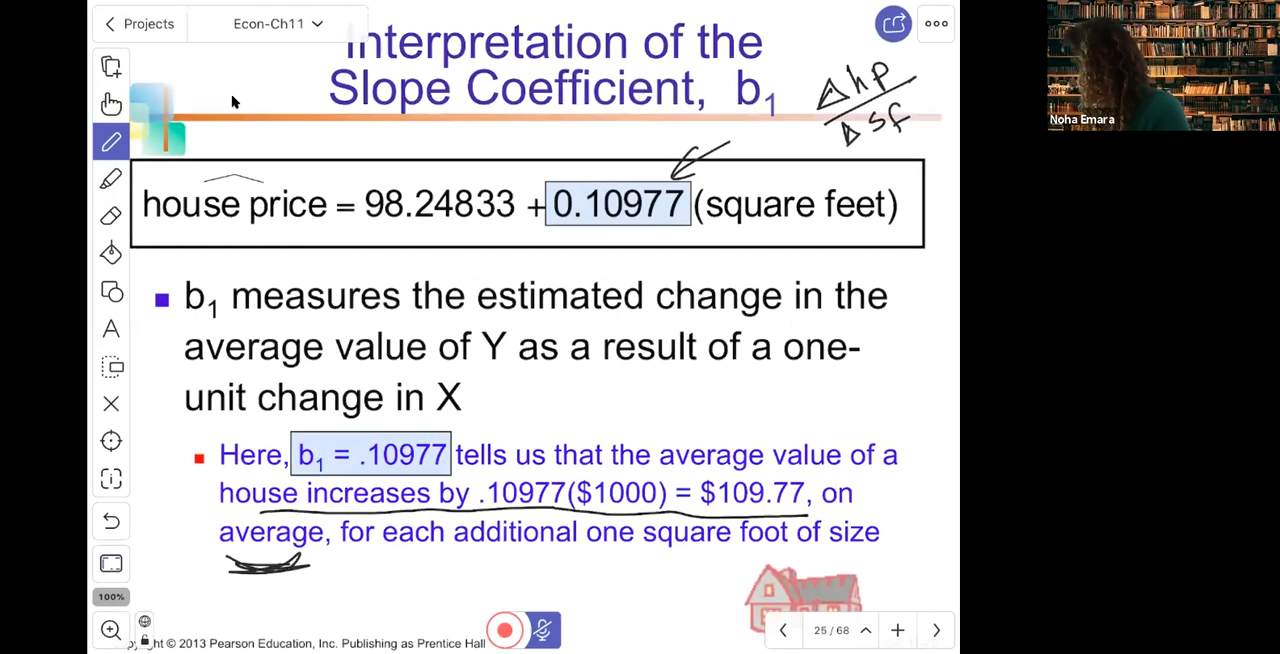 Projects
Econ-Ch11
Interpretation of the
Slope Coefficient, b1
Δhp
Δsf
Noha Emara
house price = 98.24833 + 0.10977 (square feet)
b1 measures the estimated change in the
average value of Y as a result of a one-
unit change in X
Here, b1 = .10977 tells us that the average value of a
house increases by .10977($1000) = $109.77, on
average, for each additional one square foot of size
100%
25 / 68
ht © 2013 Pearson Education, Inc. Publishing as Prentice Hall